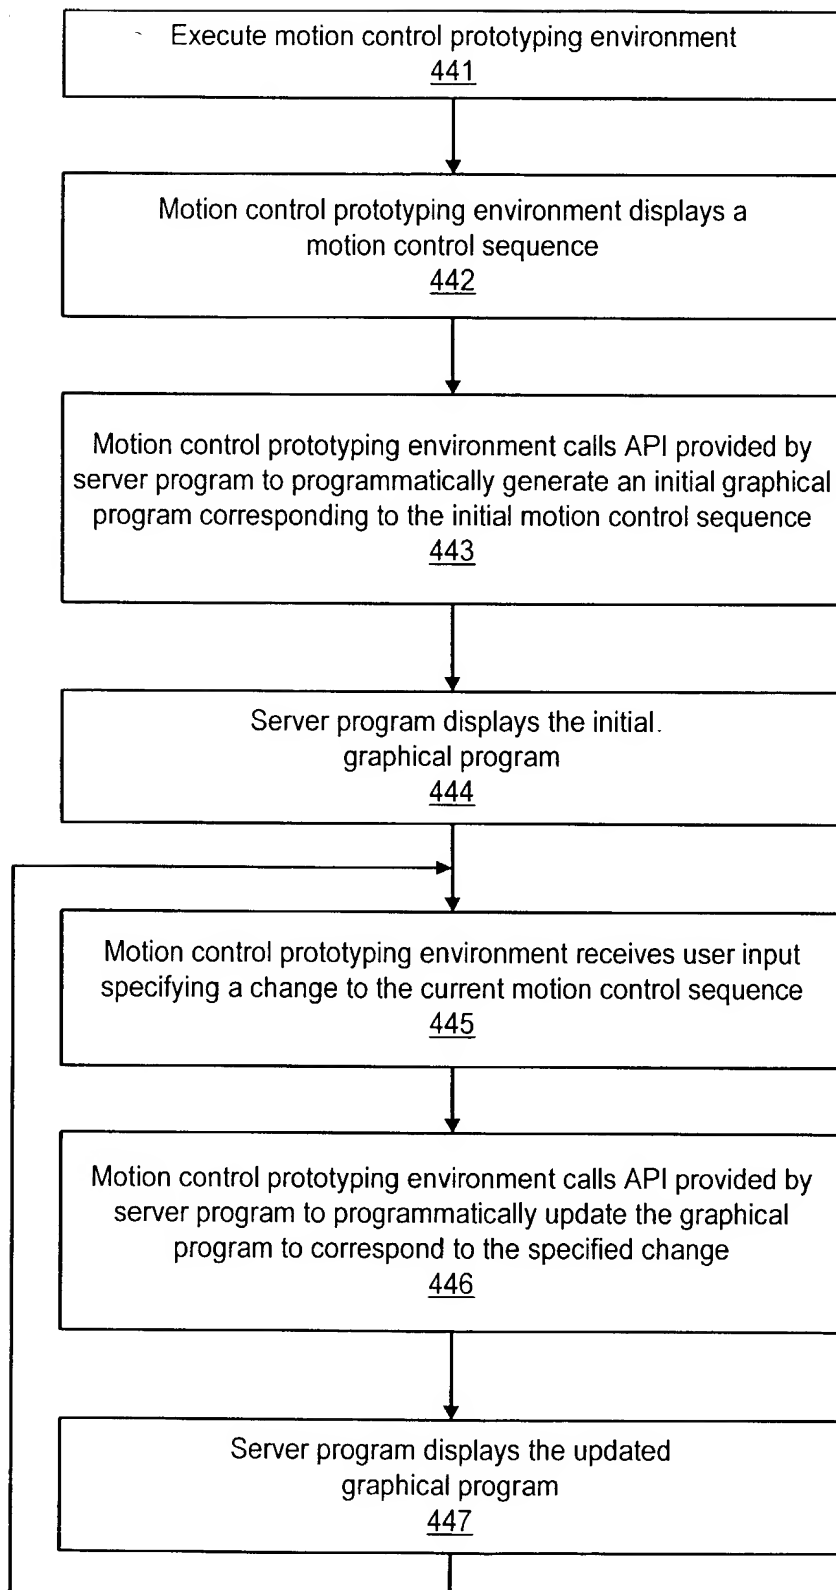 Execute motion control prototyping environment
441
Motion control prototyping environment displays a
motion control sequence
442
Motion control prototyping environment calls API provided by
server program to programmatically generate an initial graphical
program corresponding to the initial motion control sequence
443
Server program displays the initial.
graphical program
444
Motion control prototyping environment receives user input
specifying a change to the current motion control sequence
445
Motion control prototyping environment calls API provided by
server program to programmatically update the graphical
program to correspond to the specified change
446
Server program displays the updated
graphical program
447